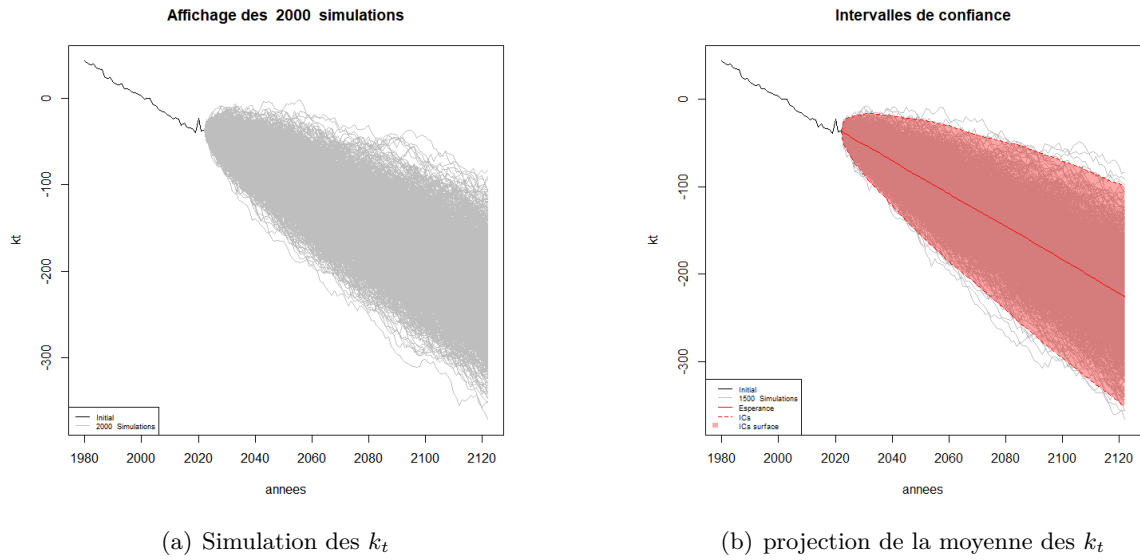 Affichage des 2000 simulations
kt
0
-100
-200
-300
Initial
2000 Simulations
1980
2000
2020
2040
2060
2080
2100
2120
annees
(a) Simulation des k_t
Intervalles de confiance
kt
0
-100
-200
-300
Initial
1500 Simulations
Esperance
ICs
ICs surface
1980
2000
2020
2040
2060
2080
2100
2120
annees
(b) projection de la moyenne des k_t